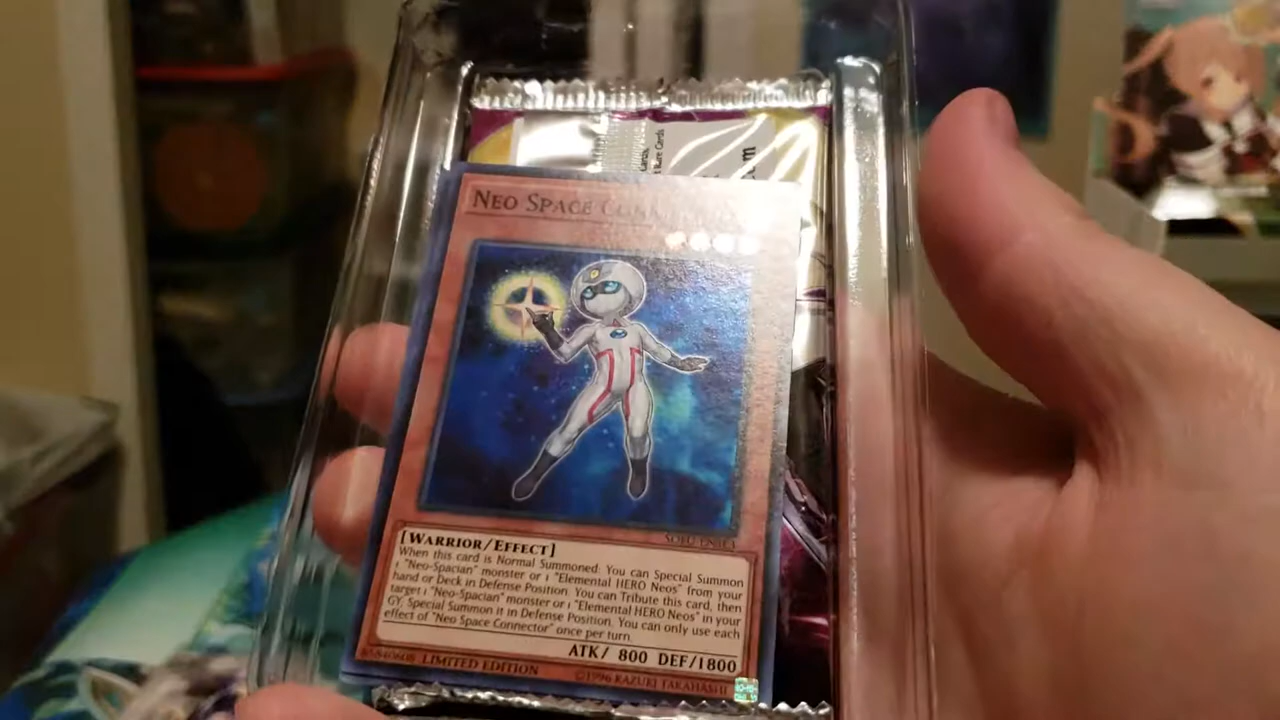 Rare Cards
NEO SPACE CONNECTOR
[WARRIOR/EFFECT]
When this card is Normal Summoned: You can Special Summon
1 "Neo-Spacian" monster or 1 "Elemental HERO Neos" from your
hand or Deck in Defense Position. You can Tribute this card, then
target 1 "Neo-Spacian" monster or 1 "Elemental HERO Neos" in your
GY; Special Summon it in Defense Position. You can only use each
effect of "Neo Space Connector" once per turn.
ATK/ 800 DEF/1800
LIMITED EDITION
©1996 KAZUKI TAKAHASHI